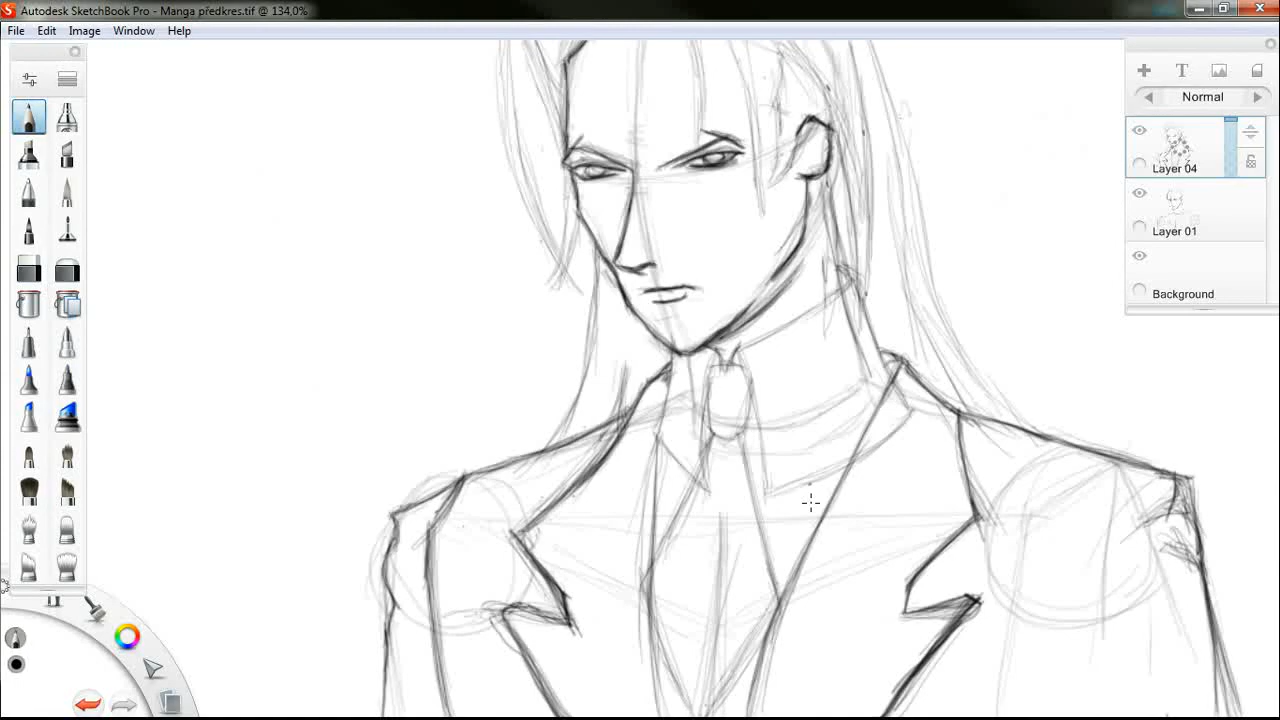 Autodesk SketchBook Pro - Manga předkres.tif @ 134,0%
File Edit Image Window Help
Normal
Layer 04
Layer 01
Background